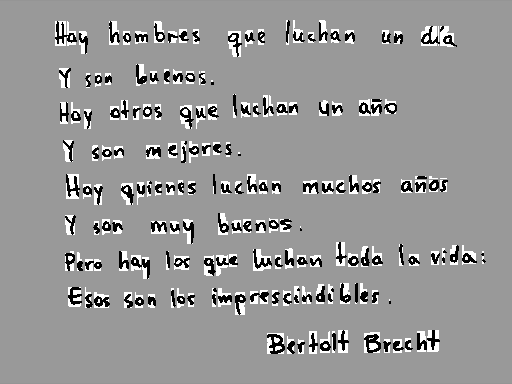 Hay hombres que luchan un día
Y son buenos.
Hay otros que luchan un año
Y son mejores.
Hay quienes luchan muchos años
Y son muy buenos.
Pero hay los que luchan toda la vida:
Esos son los imprescindibles.
Bertolt Brecht